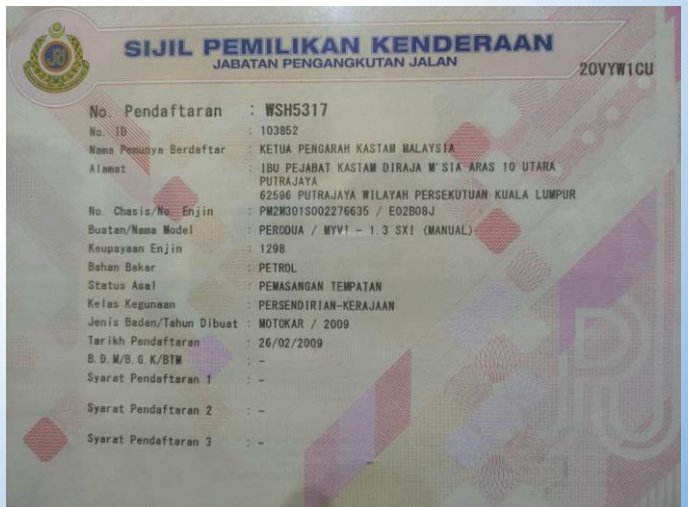 SIJIL PEMILIKAN KENDERAAN
JABATAN PENGANGKUTAN JALAN
20VYW1CU
No. Pendaftaran : WSH5317
No. ID : 103852
Nama Pemunya Berdaftar : KETUA PENGARAH KASTAM MALAYSIA
Alamat : IBU PEJABAT KASTAM DIRAJA M'SIA ARAS 10 UTARA
PUTRAJAYA
62596 PUTRAJAYA WILAYAH PERSEKUTUAN KUALA LUMPUR
No. Chasis/No. Enjin : PM2M301S002276635 / E02B08J
Buatan/Nama Model : PERODUA / MYVI - 1.3 SXI (MANUAL)
Keupayaan Enjin : 1298
Bahan Bakar : PETROL
Status Asal : PEMASANGAN TEMPATAN
Kelas Kegunaan : PERSENDIRIAN-KERAJAAN
Jenis Badan/Tahun Dibuat : MOTOKAR / 2009
Tarikh Pendaftaran : 26/02/2009
B.D.M/B.G.K/BTM : -
Syarat Pendaftaran 1 : -
Syarat Pendaftaran 2 : -
Syarat Pendaftaran 3 : -